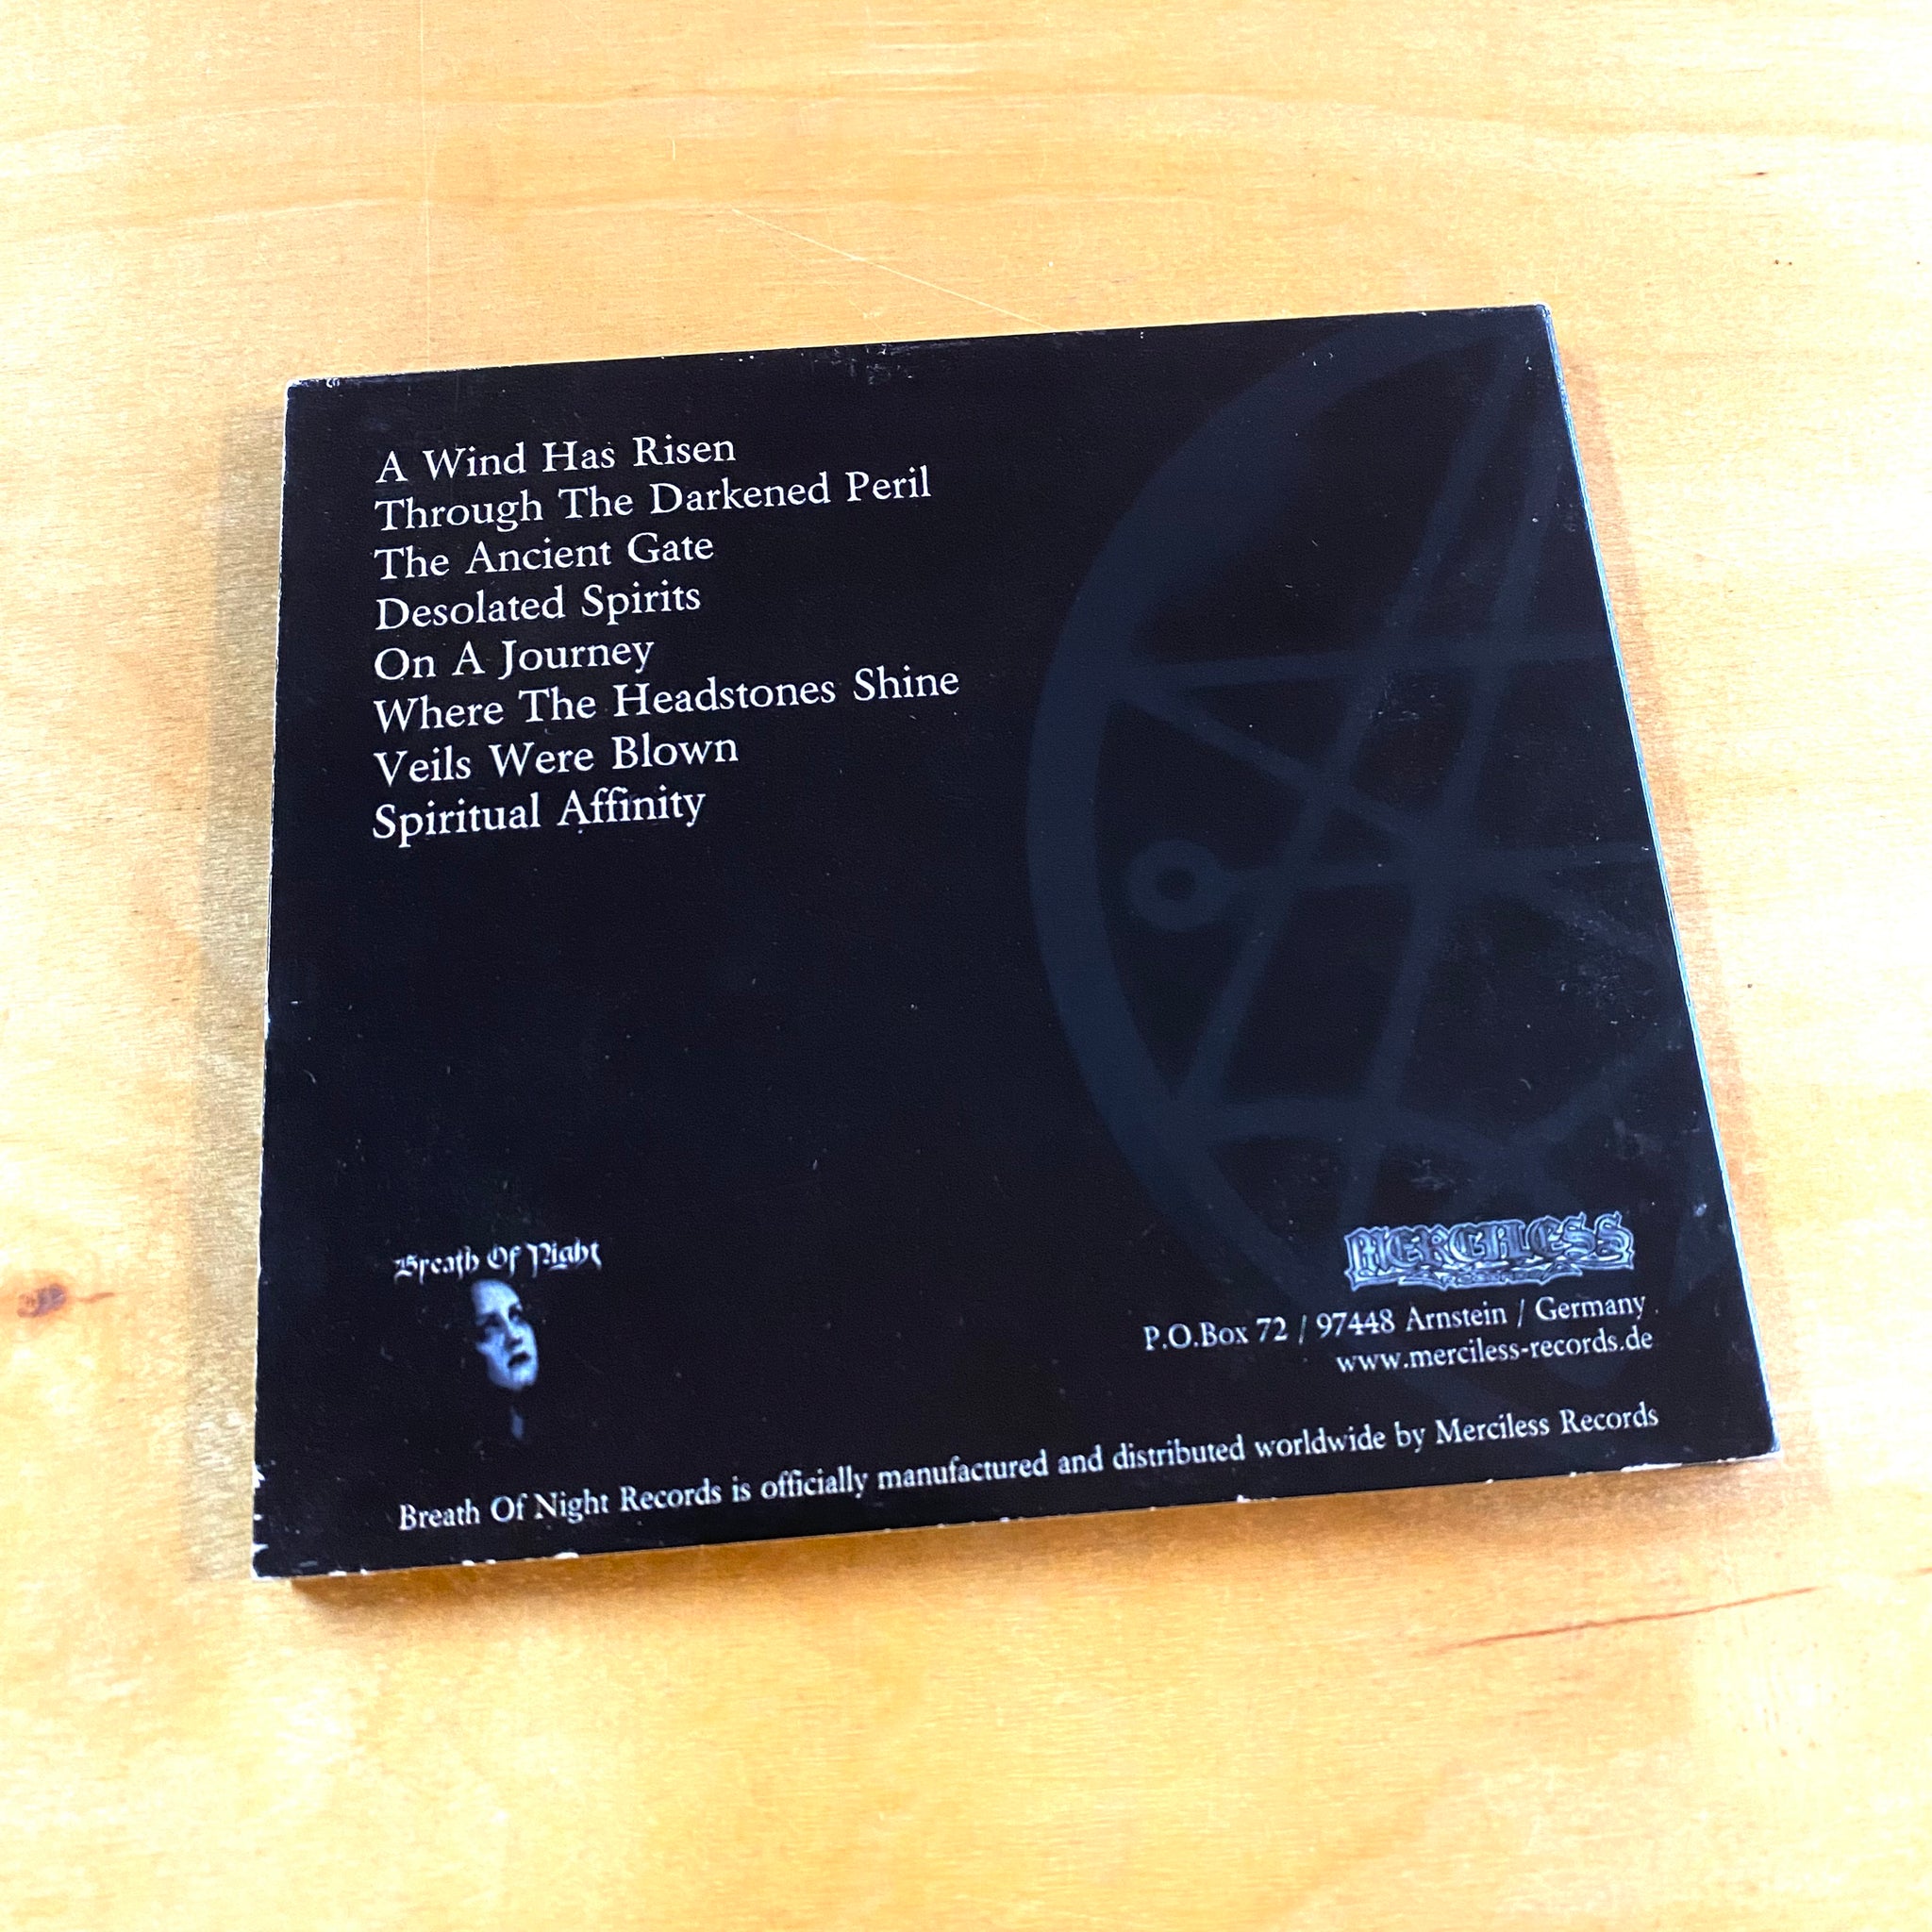 A Wind Has Risen
Through The Darkened Peril
The Ancient Gate
Desolated Spirits
On A Journey
Where The Headstones Shine
Veils Were Blown
Spiritual Affinity
Breath Of Night
MERCILESS
RECORDS
P.O.Box 72 / 97448 Arnstein / Germany
www.merciless-records.de
Breath Of Night Records is officially manufactured and distributed worldwide by Merciless Records